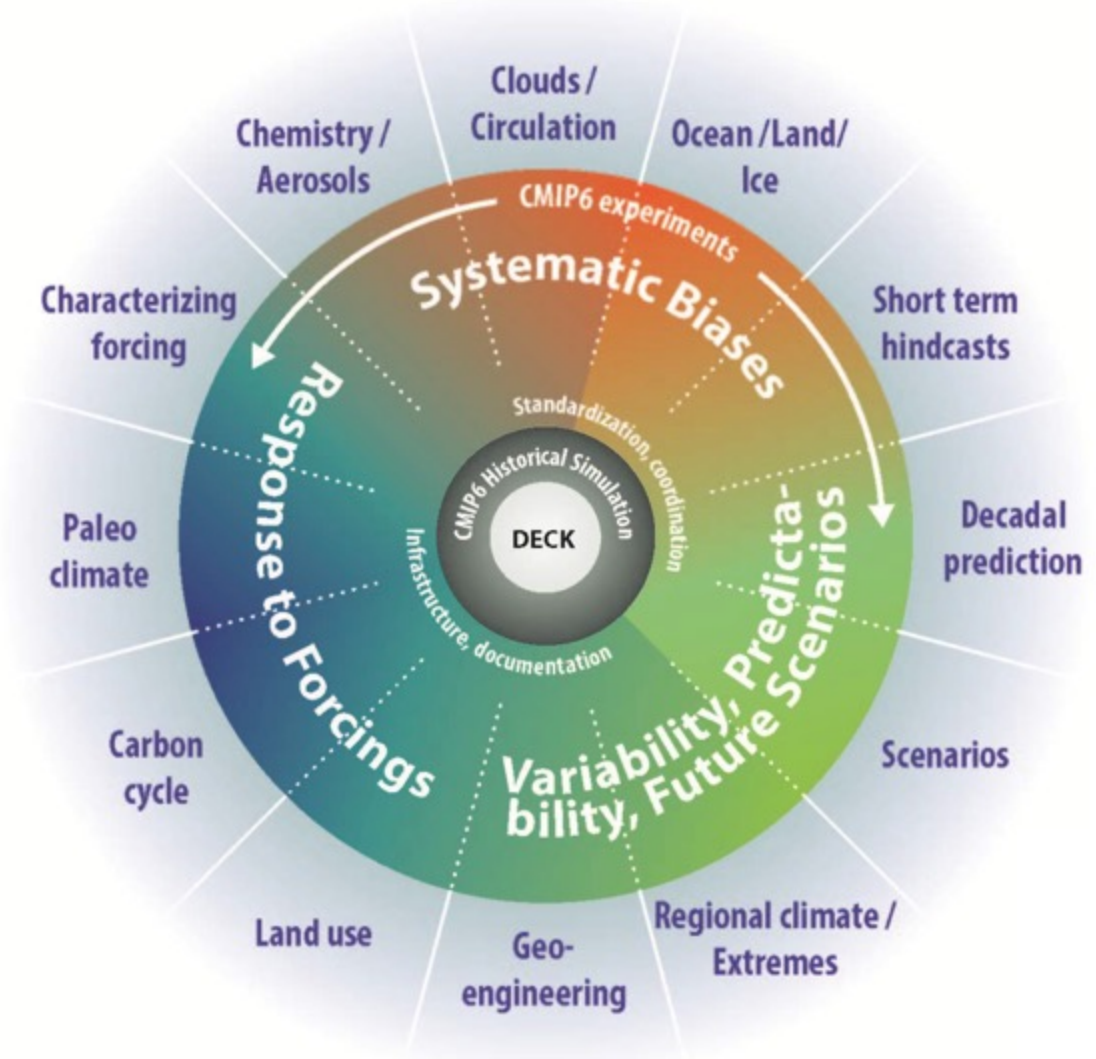 Clouds /
Circulation
Ocean /Land/
Ice
Short term
hindcasts
Decadal
prediction
Scenarios
Regional climate /
Extremes
Geo-
engineering
Land use
Carbon
cycle
Paleo
climate
Characterizing
forcing
Chemistry /
Aerosols
CMIP6 experiments
Systematic Biases
Variability, Predicta-
bility, Future Scenarios
Response to Forcings
Standardization, coordination
Infrastructure, documentation
CMIP6 Historical Simulation
DECK